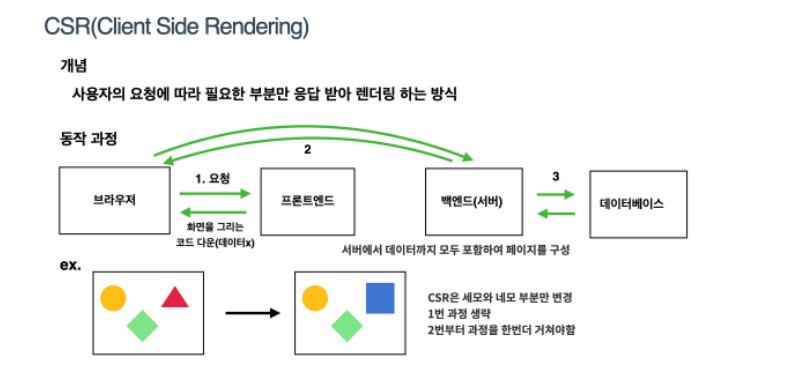 CSR(Client Side Rendering)
개념
사용자의 요청에 따라 필요한 부분만 응답 받아 렌더링 하는 방식
동작 과정
2
브라우저
1. 요청
화면을 그리는
코드 다운(데이터x)
프론트엔드
백엔드(서버)
3
데이터베이스
서버에서 데이터까지 모두 포함하여 페이지를 구성
ex.
CSR은 세모와 네모 부분만 변경
1번 과정 생략
2번부터 과정을 한번더 거쳐야함